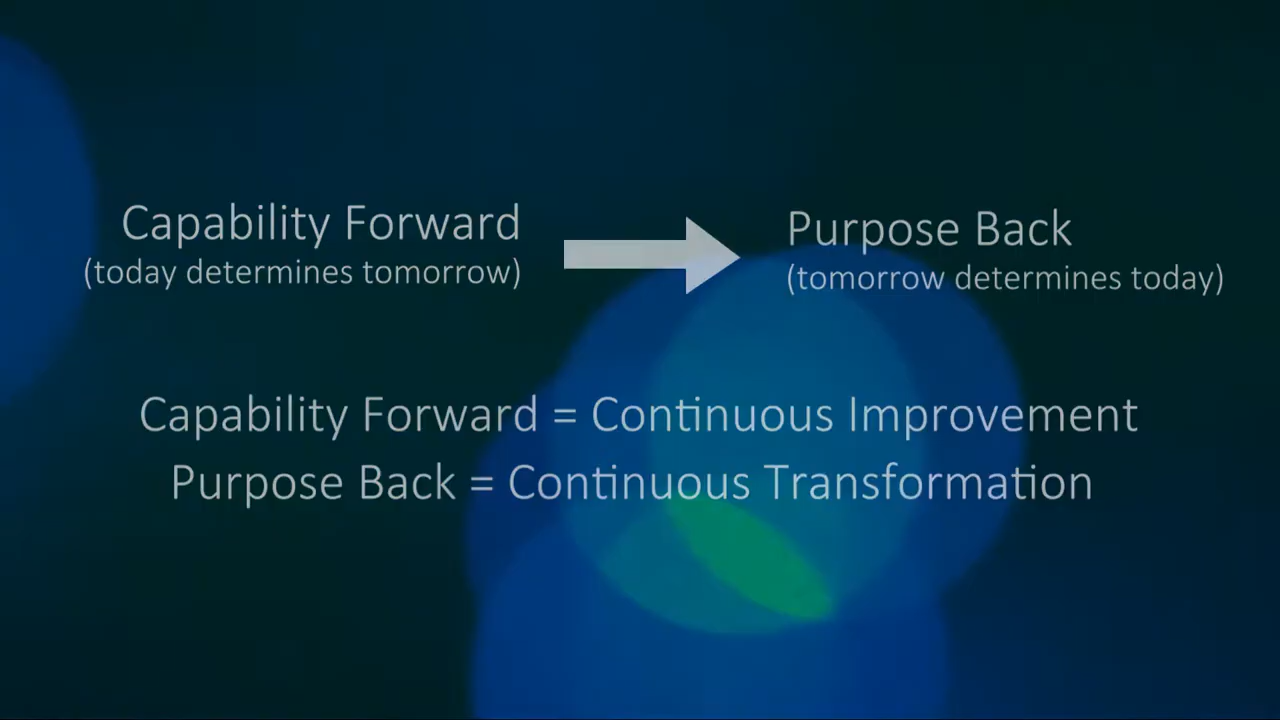 Capability Forward
(today determines tomorrow)
Purpose Back
(tomorrow determines today)
Capability Forward = Continuous Improvement
Purpose Back = Continuous Transformation